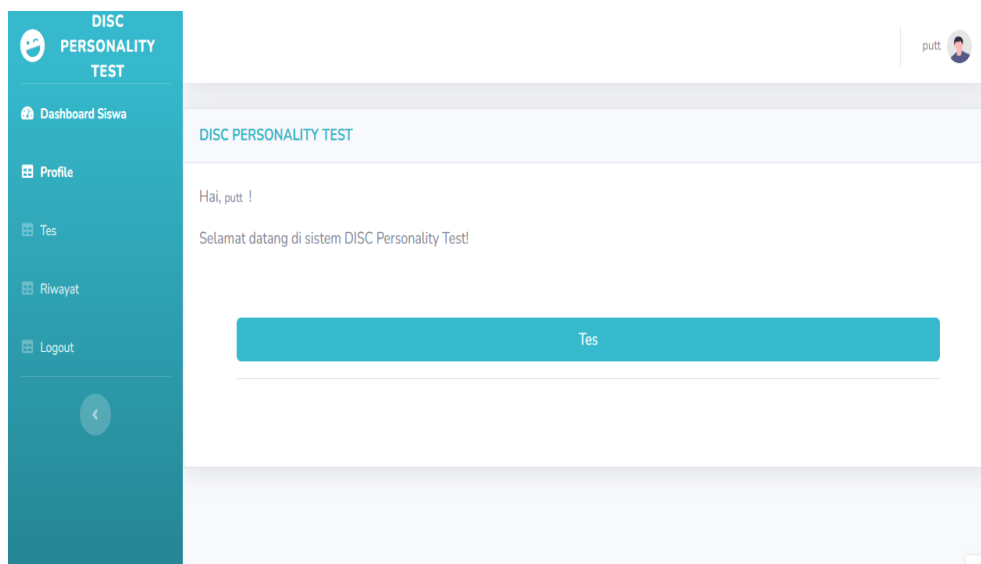 DISC
PERSONALITY
TEST
Dashboard Siswa
Profile
Tes
Riwayat
Logout
putt
DISC PERSONALITY TEST
Hai, putt !
Selamat datang di sistem DISC Personality Test!
Tes